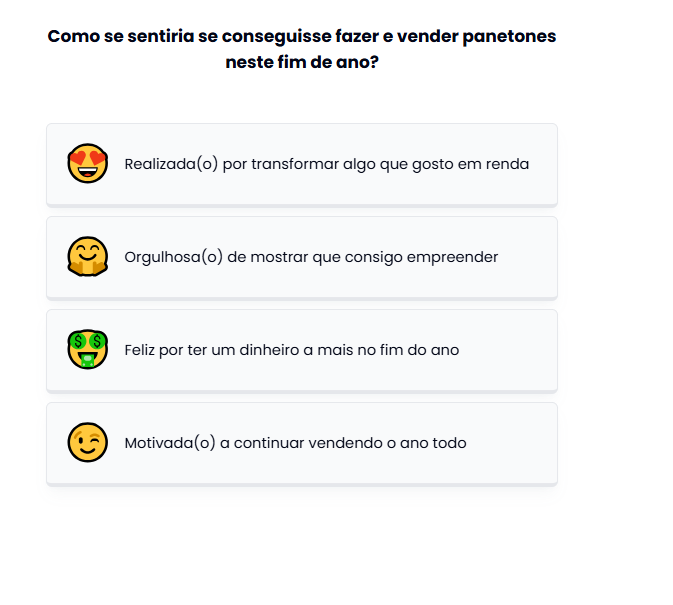 Como se sentiria se conseguisse fazer e vender panetones
neste fim de ano?
Realizada(o) por transformar algo que gosto em renda
Orgulhosa(o) de mostrar que consigo empreender
Feliz por ter um dinheiro a mais no fim do ano
Motivada(o) a continuar vendendo o ano todo